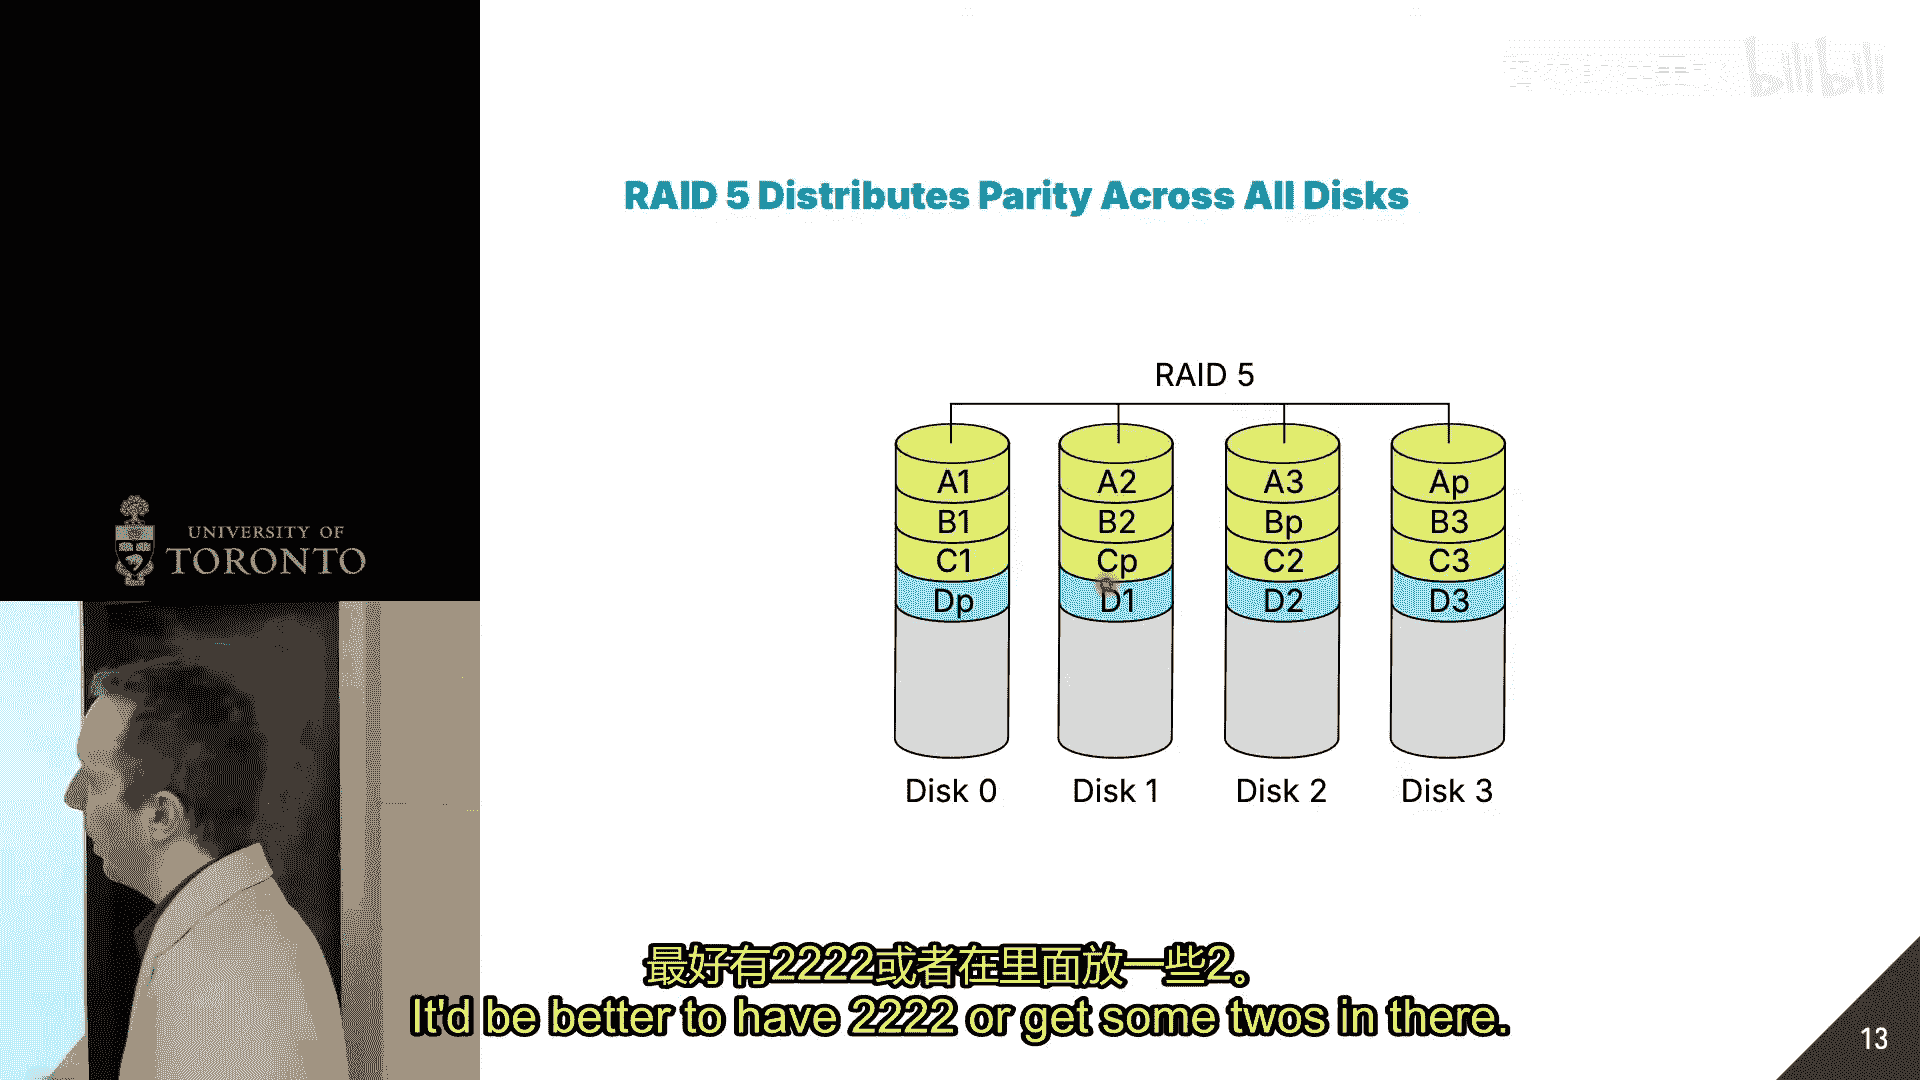 bilibili
RAID 5 Distributes Parity Across All Disks
RAID 5
A1 A2 A3 Ap
B1 B2 Bp B3
C1 Cp C2 C3
Dp D1 D2 D3
Disk 0 Disk 1 Disk 2 Disk 3
UNIVERSITY OF
TORONTO
最好有2222或者在里面放一些2。
It'd be better to have 2222 or get some twos in there.
13